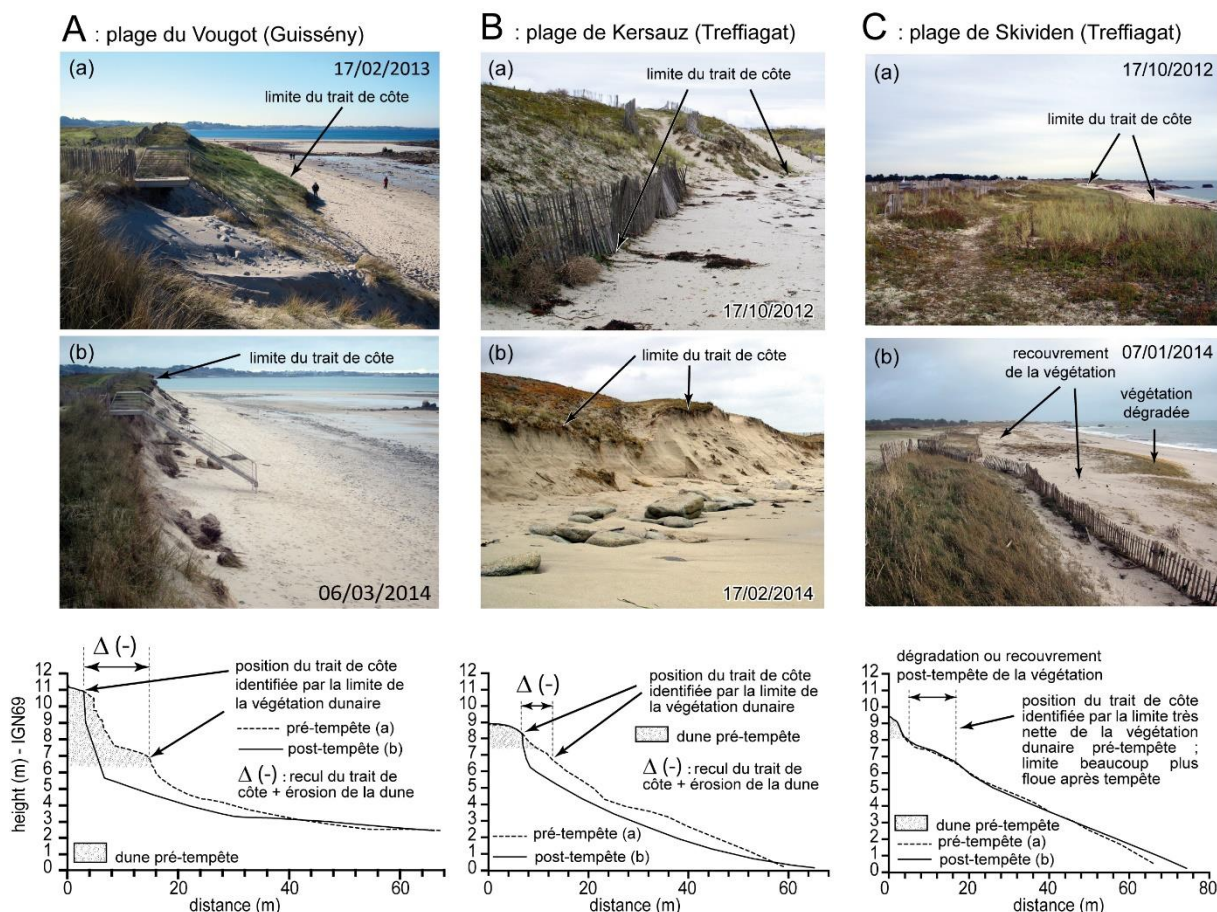 A : plage du Vougot (Guissény)
(a)
17/02/2013
limite du trait de côte
(b)
limite du trait de côte
06/03/2014
Δ (-)
position du trait de côte
identifiée par la limite de
la végétation dunaire
pré-tempête (a)
post-tempête (b)
Δ (-) : recul du trait de
côte + érosion de la dune
dune pré-tempête
height (m) - IGN69
12
11
10
9
8
7
6
5
4
3
2
1
0
0
20
40
60
distance (m)
B : plage de Kersauz (Treffiagat)
(a)
limite du trait de côte
17/10/2012
(b)
limite du trait de côte
17/02/2014
Δ (-)
position du trait de côte
identifiée par la limite de
la végétation dunaire
dune pré-tempête
Δ (-) : recul du trait de
côte + érosion de la dune
pré-tempête (a)
post-tempête (b)
12
11
10
9
8
7
6
5
4
3
2
1
0
0
20
40
60
distance (m)
C : plage de Skividen (Treffiagat)
(a)
17/10/2012
limite du trait de côte
(b)
recouvrement
de la végétation
07/01/2014
végétation
dégradée
dégradation ou recouvrement
post-tempête de la végétation
position du trait de côte
identifiée par la limite très
nette de la végétation
dunaire pré-tempête ;
limite beaucoup plus
floue après tempête
dune pré-tempête
pré-tempête (a)
post-tempête (b)
12
11
10
9
8
7
6
5
4
3
2
1
0
0
20
40
60
80
distance (m)